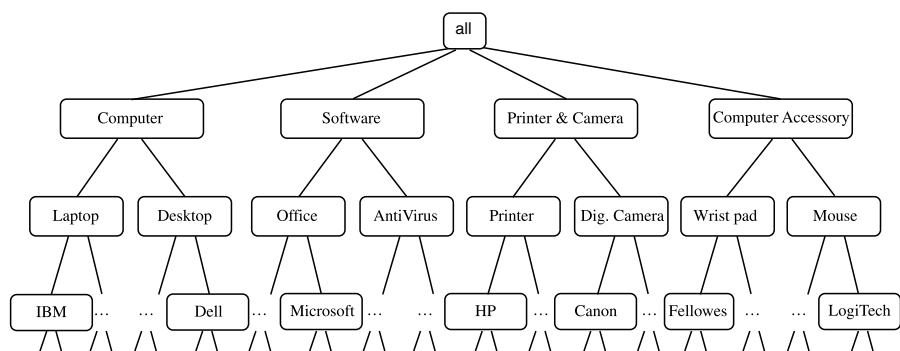 all
Computer
Software
Printer & Camera
Computer Accessory
Laptop
Desktop
Office
AntiVirus
Printer
Dig. Camera
Wrist pad
Mouse
IBM
...
...
Dell
...
Microsoft
...
...
HP
...
Canon
...
Fellowes
...
...
LogiTech